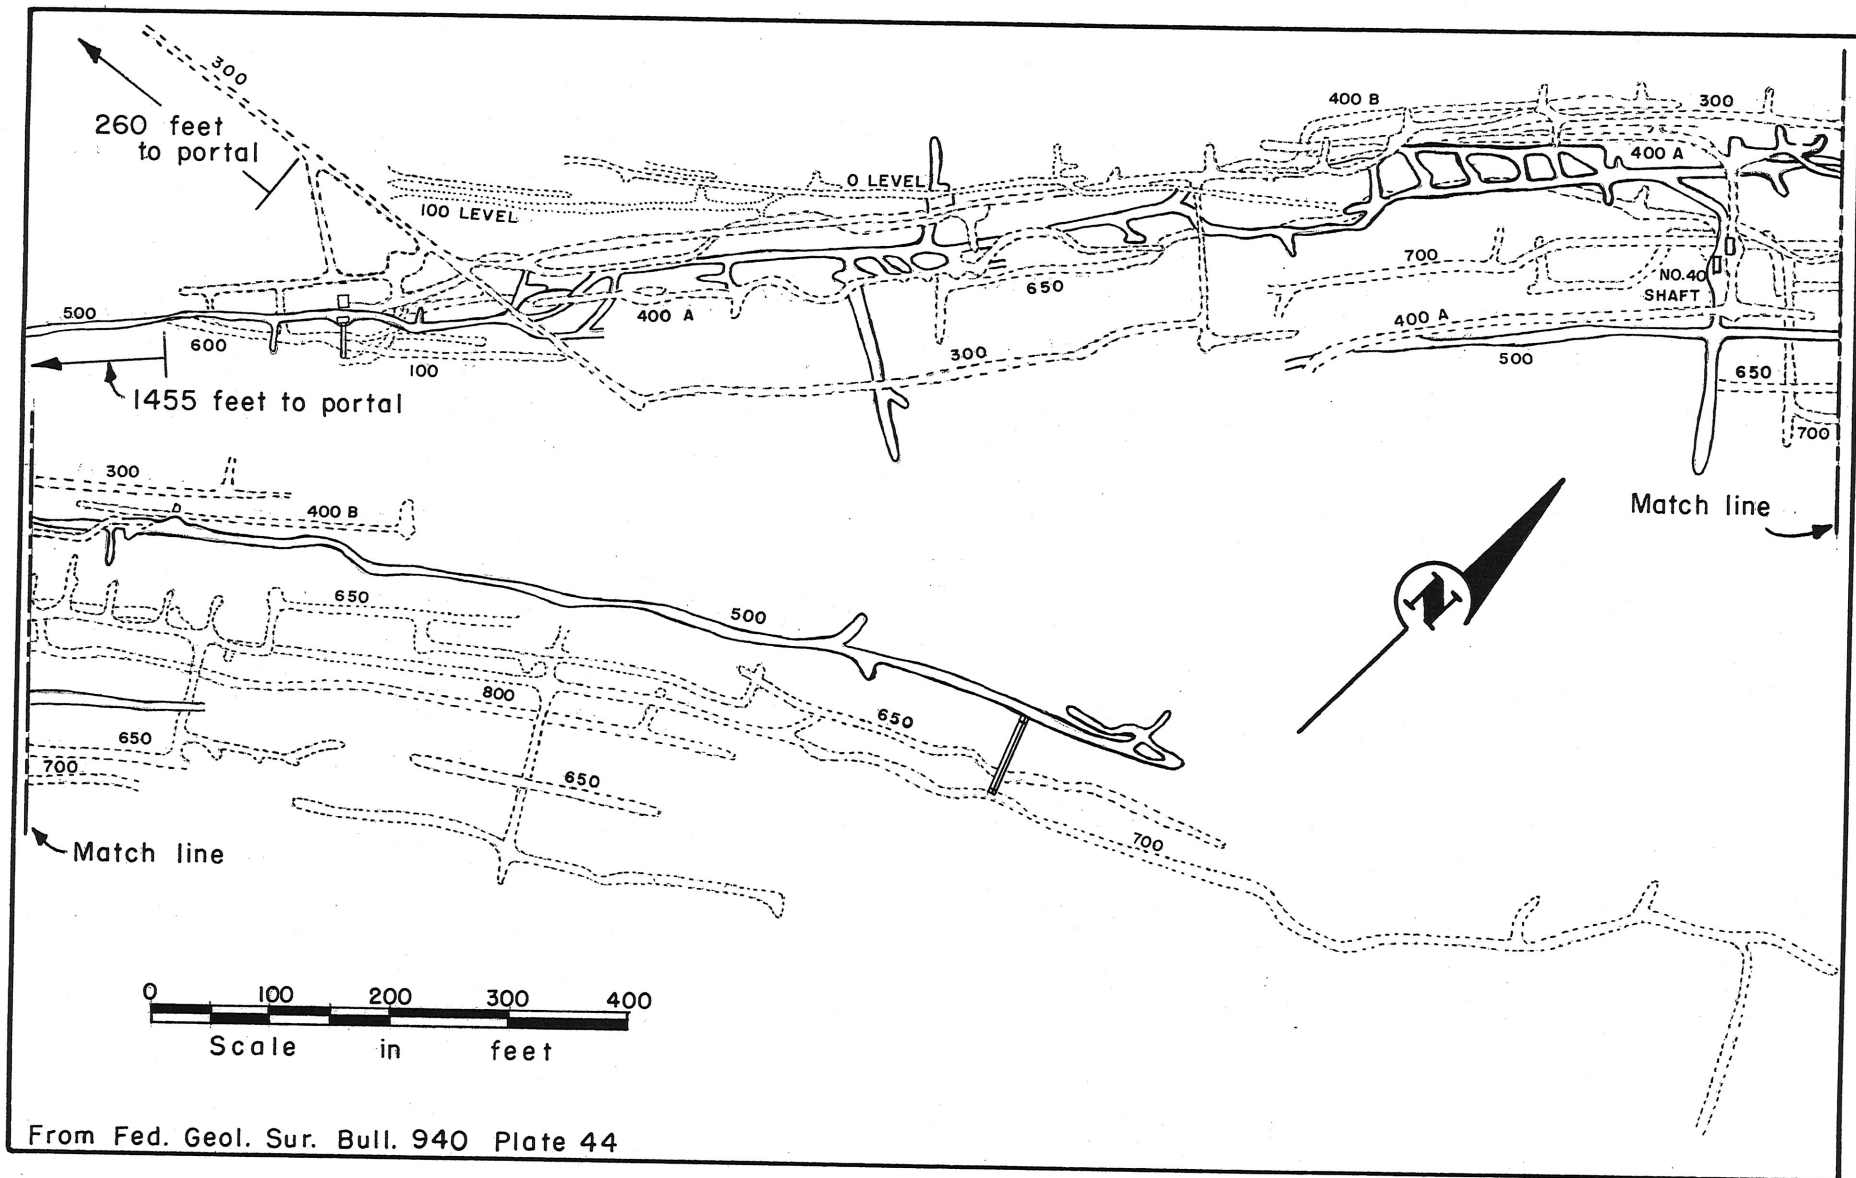 300
260 feet
to portal
400 B
300
0 LEVEL
400 A
100 LEVEL
700
NO. 40
SHAFT
650
400 A
400 A
500
600
300
500
100
650
1455 feet to portal
700
300
Match line
400 B
650
500
N
800
650
650
700
650
700
Match line
0 100 200 300 400
Scale in feet
From Fed. Geol. Sur. Bull. 940 Plate 44